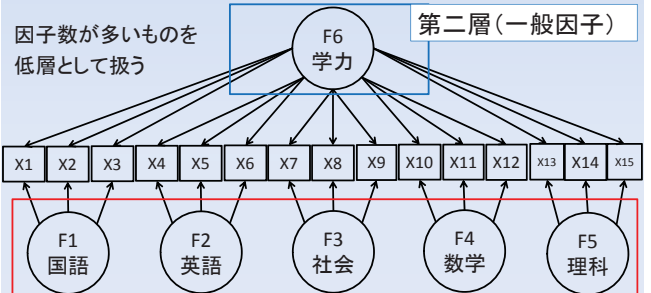 因子数が多いものを
低層として扱う
F6
学力
第二層(一般因子)
X1 X2 X3 X4 X5 X6 X7 X8 X9 X10 X11 X12 X13 X14 X15
F1
国語
F2
英語
F3
社会
F4
数学
F5
理科